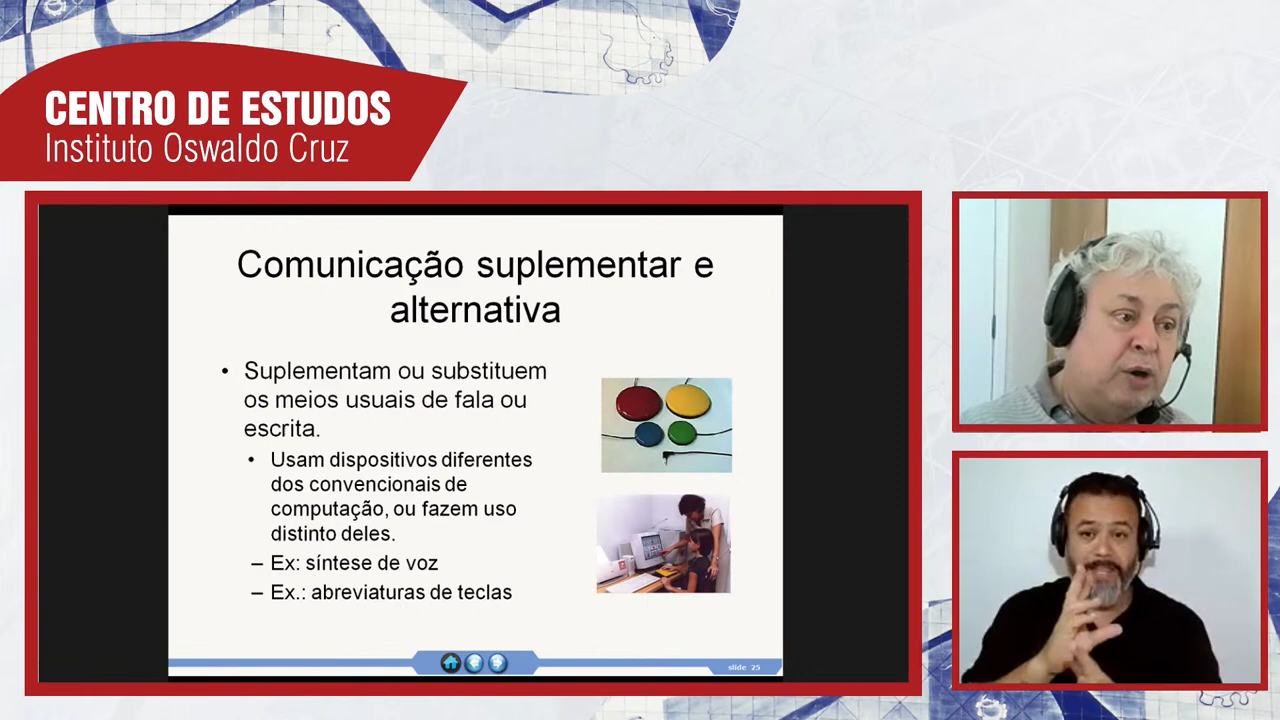 CENTRO DE ESTUDOS
Instituto Oswaldo Cruz
Comunicação suplementar e
alternativa
• Suplementam ou substituem
os meios usuais de fala ou
escrita.
• Usam dispositivos diferentes
dos convencionais de
computação, ou fazem uso
distinto deles.
– Ex: síntese de voz
– Ex.: abreviaturas de teclas
slide 25